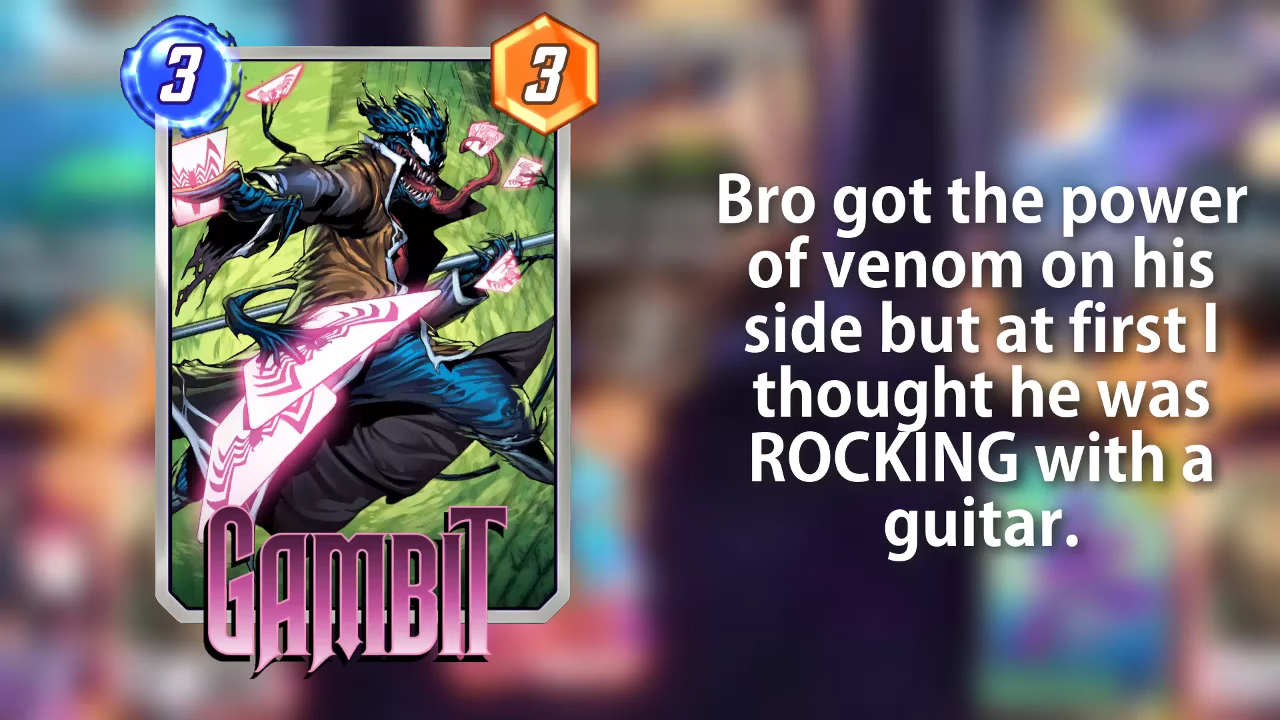 3
3
GAMBIT
Bro got the power
of venom on his
side but at first I
thought he was
ROCKING with a
guitar.